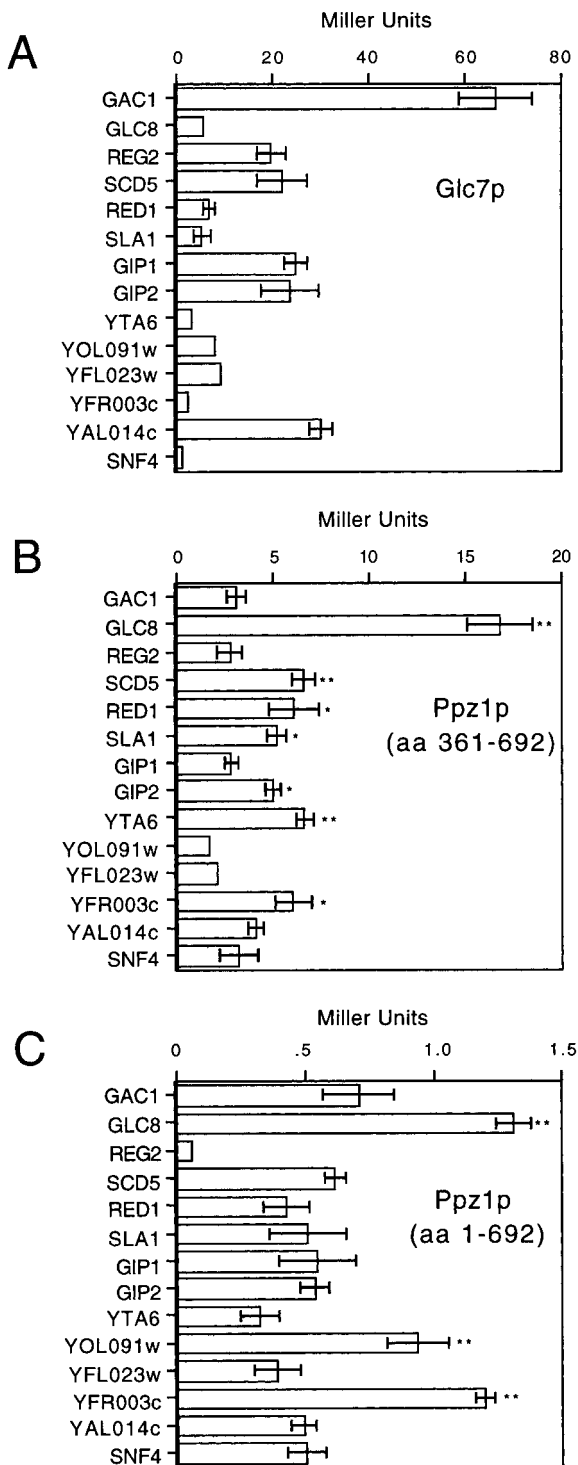 A
Miller Units
0 20 40 60 80
GAC1
GLC8
REG2
SCD5
RED1
SLA1
GIP1
GIP2
YTA6
YOL091w
YFL023w
YFR003c
YAL014c
SNF4
Glc7p
B
Miller Units
0 5 10 15 20
GAC1
GLC8 **
REG2
SCD5 **
RED1 *
SLA1 *
GIP1
GIP2 *
YTA6 **
YOL091w
YFL023w
YFR003c *
YAL014c
SNF4
Ppz1p
(aa 361-692)
C
Miller Units
0 .5 1.0 1.5
GAC1
GLC8 **
REG2
SCD5
RED1
SLA1
GIP1
GIP2
YTA6
YOL091w **
YFL023w
YFR003c **
YAL014c
SNF4
Ppz1p
(aa 1-692)